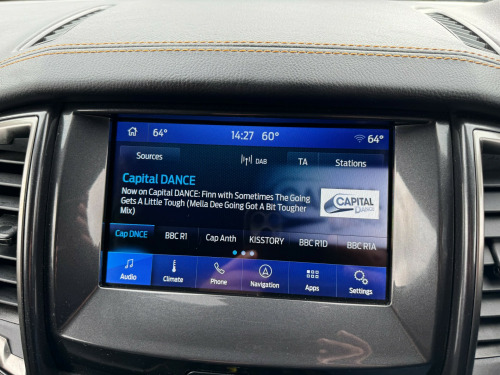 64° 14:27 60° 64°
Sources DAB TA Stations
Capital DANCE
Now on Capital DANCE: Finn with Sometimes The Going
Gets A Little Tough (Mella Dee Going Got A Bit Tougher
Mix)
CAPITAL
Dance
Cap DNCE BBC R1 Cap Anth KISSTORY BBC R1D BBC R1A
Audio Climate Phone Navigation Apps Settings